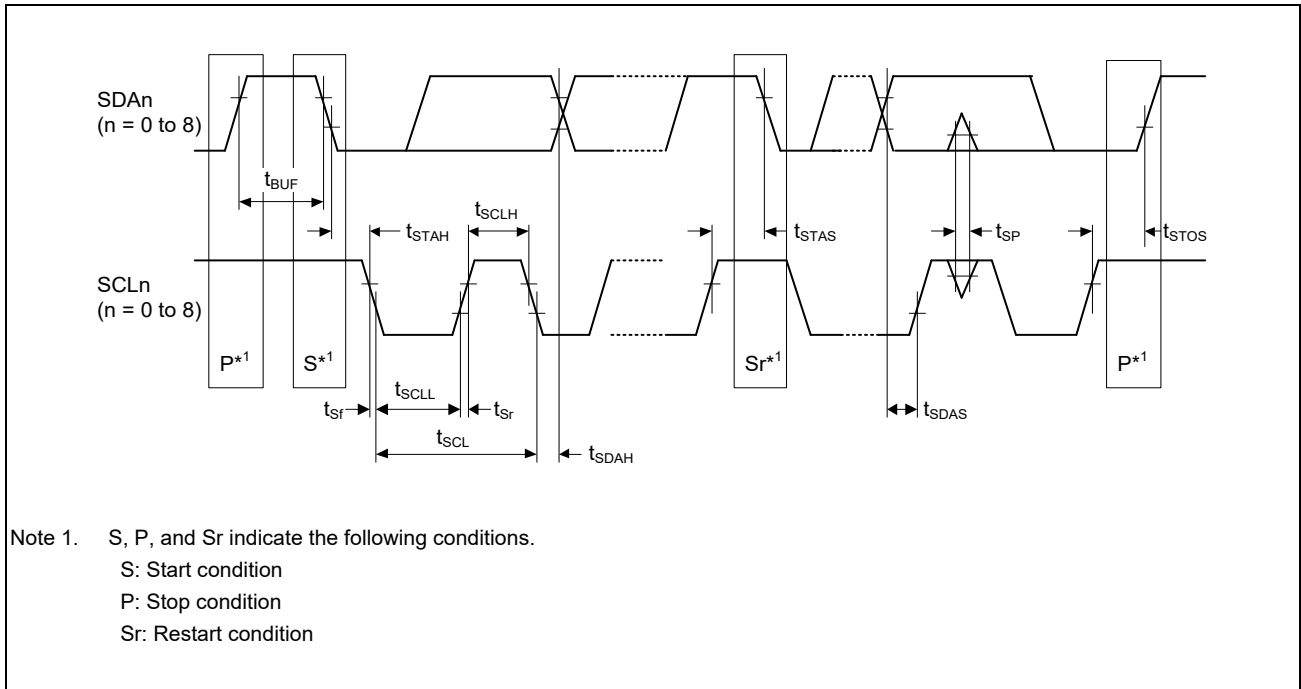 SDAn
(n = 0 to 8)
tBUF
tSTAH
tSCLH
tSTAS
tSP
tSTOS
SCLn
(n = 0 to 8)
P*1
S*1
Sr*1
P*1
tSf
tSCLL
tSr
tSDAS
tSCL
tSDAH
Note 1. S, P, and Sr indicate the following conditions.
S: Start condition
P: Stop condition
Sr: Restart condition